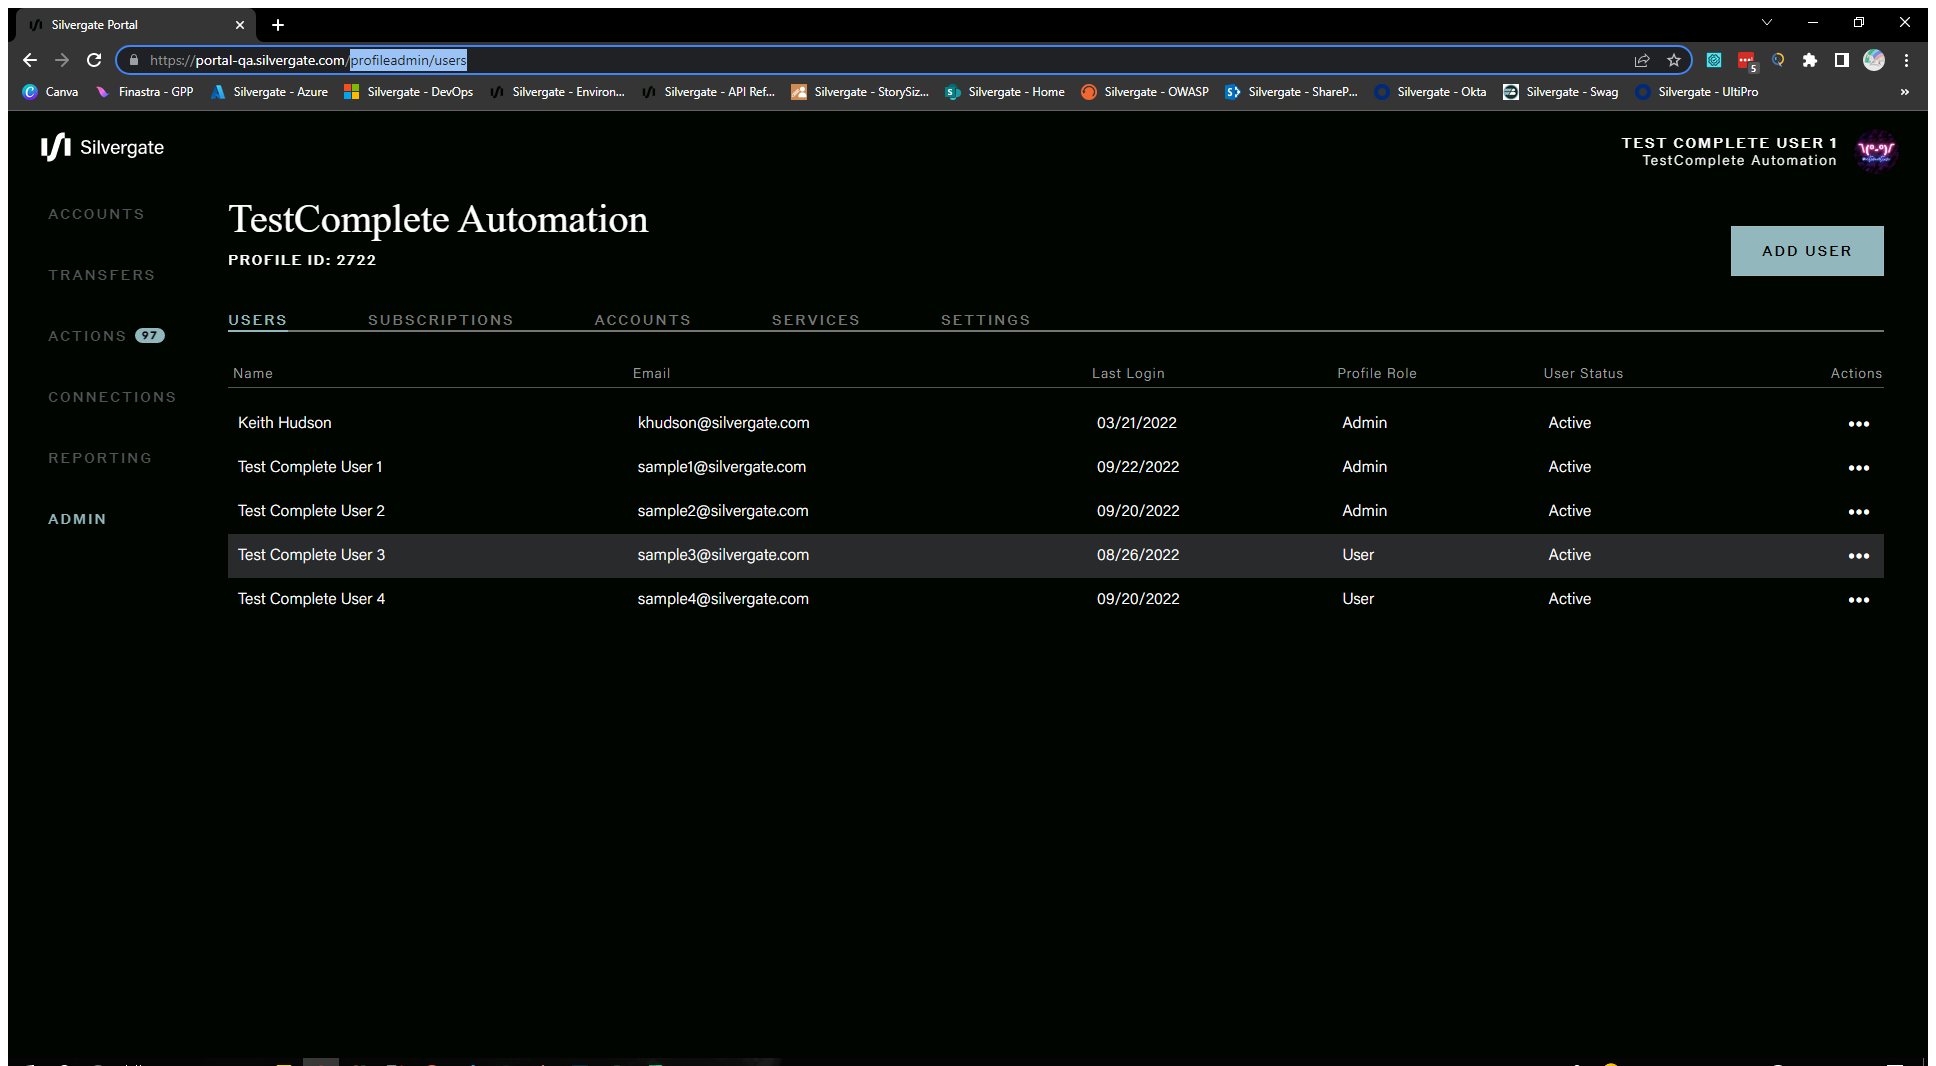 Silvergate Portal
https://portal-qa.silvergate.com/profileadmin/users
5
Canva Finastra - GPP Silvergate - Azure Silvergate - DevOps Silvergate - Environ... Silvergate - API Ref... Silvergate - StorySiz... Silvergate - Home Silvergate - OWASP Silvergate - ShareP... Silvergate - Okta Silvergate - Swag Silvergate - UltiPro »
Silvergate
TEST COMPLETE USER 1
TestComplete Automation
ACCOUNTS
TRANSFERS
ACTIONS 97
CONNECTIONS
REPORTING
ADMIN
TestComplete Automation
PROFILE ID: 2722
ADD USER
USERS SUBSCRIPTIONS ACCOUNTS SERVICES SETTINGS
Name Email Last Login Profile Role User Status Actions
Keith Hudson khudson@silvergate.com 03/21/2022 Admin Active
Test Complete User 1 sample1@silvergate.com 09/22/2022 Admin Active
Test Complete User 2 sample2@silvergate.com 09/20/2022 Admin Active
Test Complete User 3 sample3@silvergate.com 08/26/2022 User Active
Test Complete User 4 sample4@silvergate.com 09/20/2022 User Active